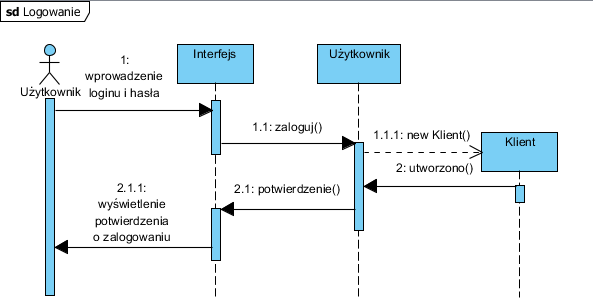 sd Logowanie
Użytkownik
Interfejs
Użytkownik
Klient
1:
wprowadzenie
loginu i hasła
1.1: zaloguj()
1.1.1: new Klient()
2: utworzono()
2.1: potwierdzenie()
2.1.1:
wyświetlenie
potwierdzenia
o zalogowaniu